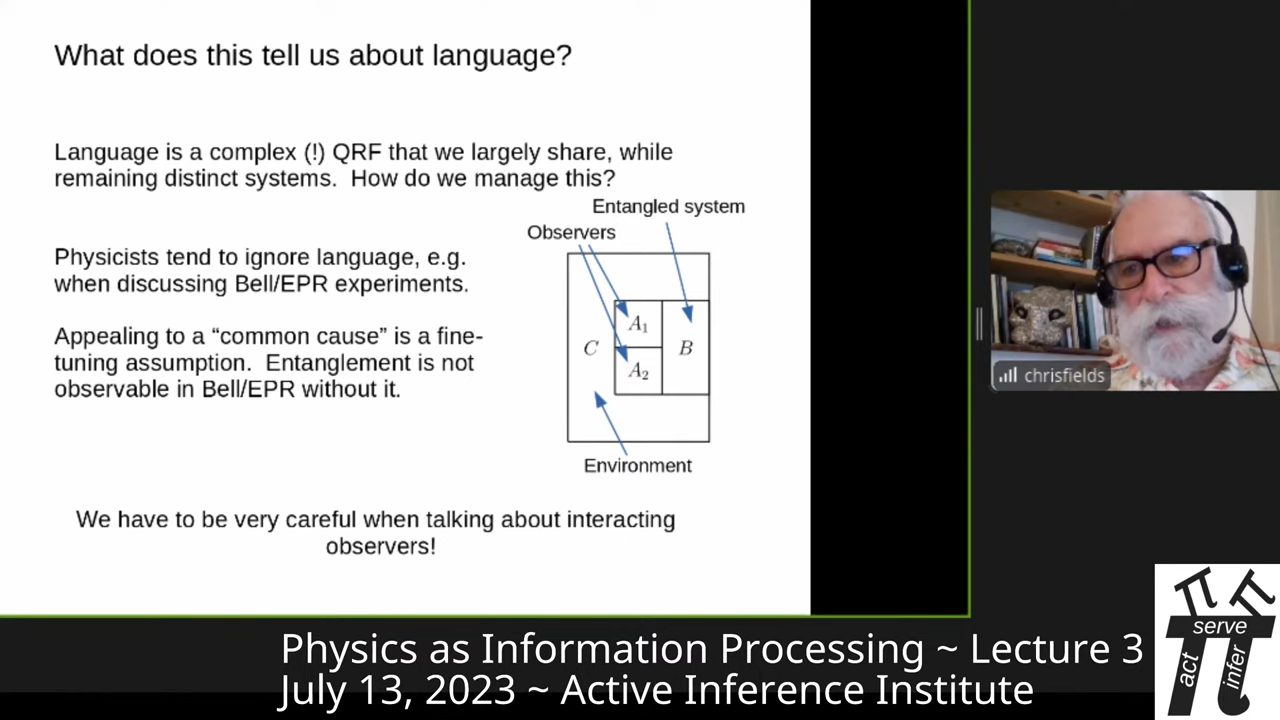 What does this tell us about language?
Language is a complex (!) QRF that we largely share, while
remaining distinct systems.  How do we manage this?
Entangled system
Observers
Physicists tend to ignore language, e.g.
when discussing Bell/EPR experiments.
Appealing to a “common cause” is a fine-
tuning assumption.  Entanglement is not
observable in Bell/EPR without it.
A1
C
B
A2
Environment
We have to be very careful when talking about interacting
observers!
chrisfields
Physics as Information Processing ~ Lecture 3
July 13, 2023 ~ Active Inference Institute
π π
serve
act
infer